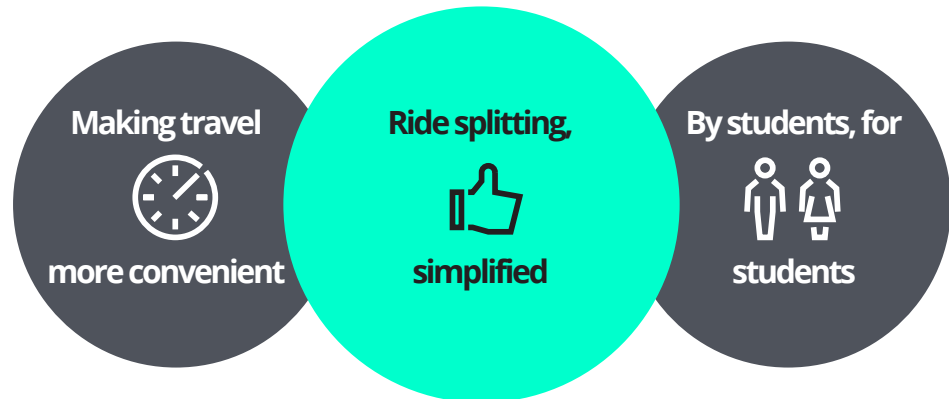 Making travel
more convenient
Ride splitting,
simplified
By students, for
students